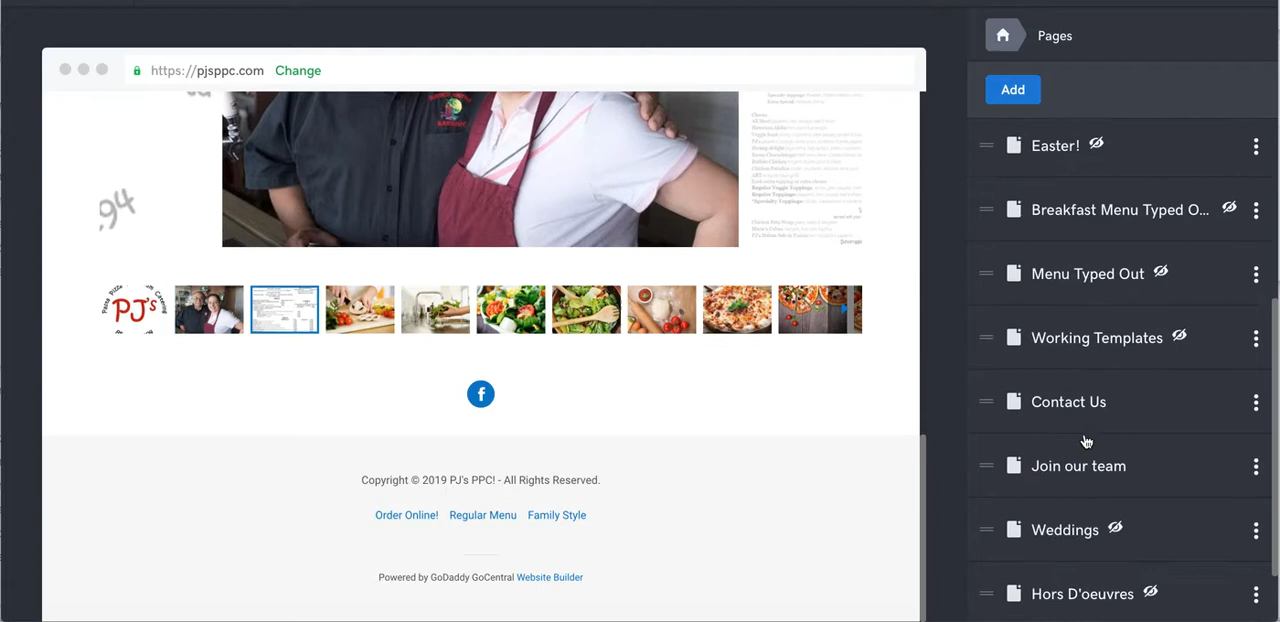 Pages
https://pjsppc.com Change
Add
Easter!
Breakfast Menu Typed O...
Menu Typed Out
Working Templates
Contact Us
Join our team
Weddings
Hors D'oeuvres
94
PJ's
f
Copyright © 2019 PJ's PPC! - All Rights Reserved.
Order Online! Regular Menu Family Style
Powered by GoDaddy GoCentral Website Builder